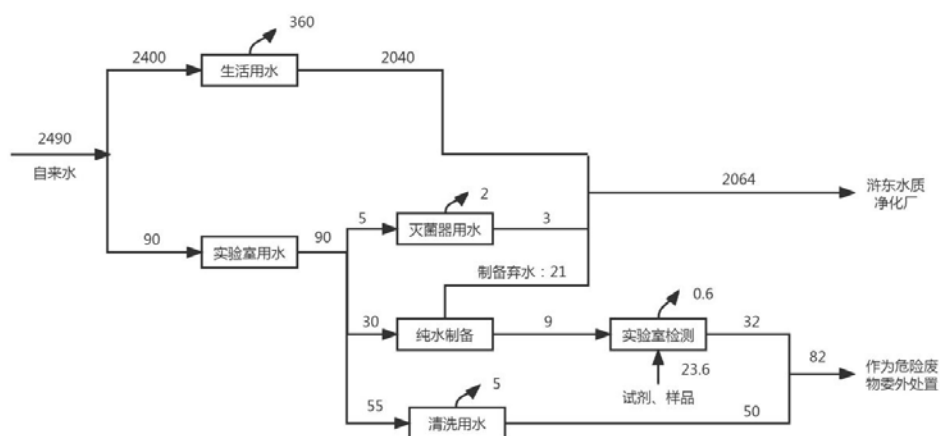 360
2400
生活用水
2040
2490
自来水
2064
浒东水质
净化厂
2
5
灭菌器用水
3
90
实验室用水
90
制备弃水：21
0.6
30
纯水制备
9
实验室检测
32
82
作为危险废
物委外处置
23.6
试剂、样品
5
55
清洗用水
50